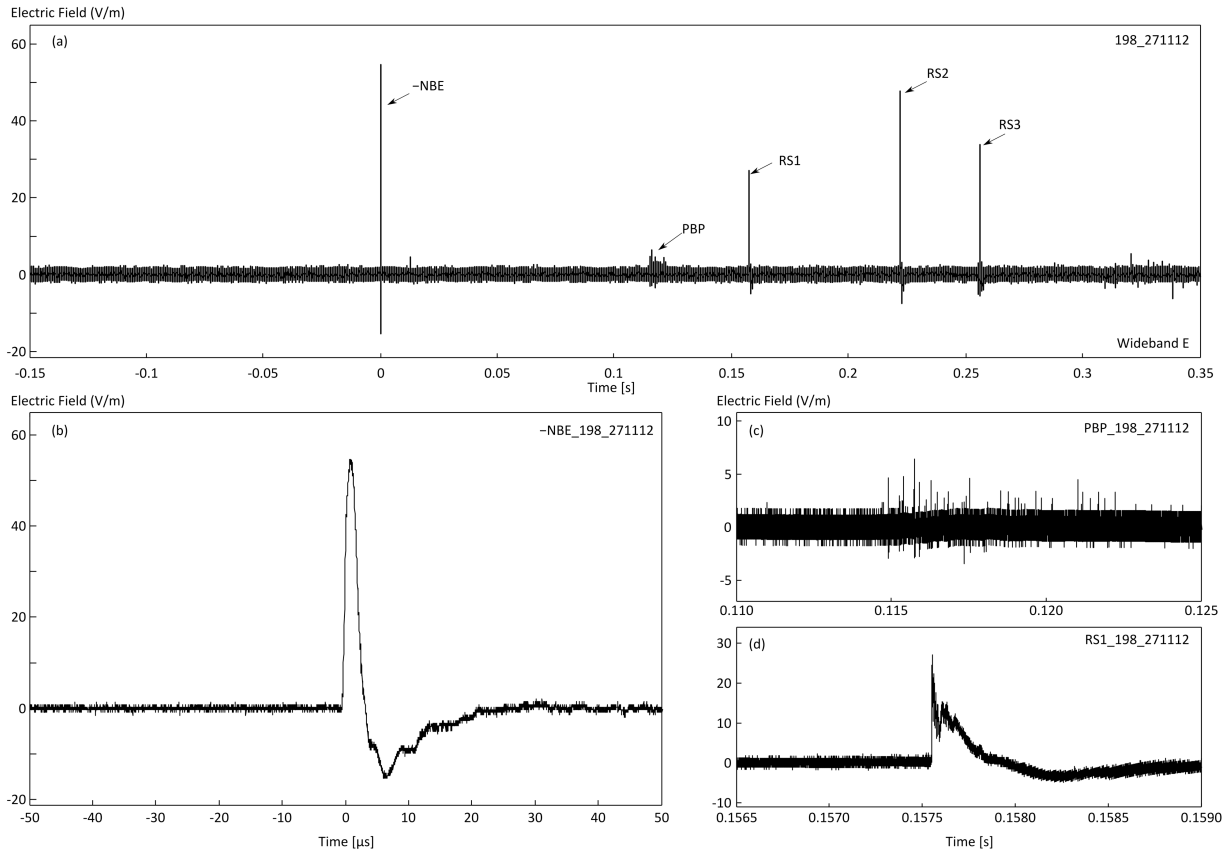 Electric Field (V/m)
(a)
198_271112
60
−NBE
RS2
40
RS3
RS1
20
PBP
0
Wideband E
-20
-0.15 -0.1 -0.05 0 0.05 0.1 0.15 0.2 0.25 0.3 0.35
Time [s]
Electric Field (V/m)
(b)
−NBE_198_271112
60
40
20
0
-20
-50 -40 -30 -20 -10 0 10 20 30 40 50
Time [µs]
Electric Field (V/m)
(c)
PBP_198_271112
10
5
0
-5
0.110 0.115 0.120 0.125
(d)
RS1_198_271112
30
20
10
0
-10
0.1565 0.1570 0.1575 0.1580 0.1585 0.1590
Time [s]